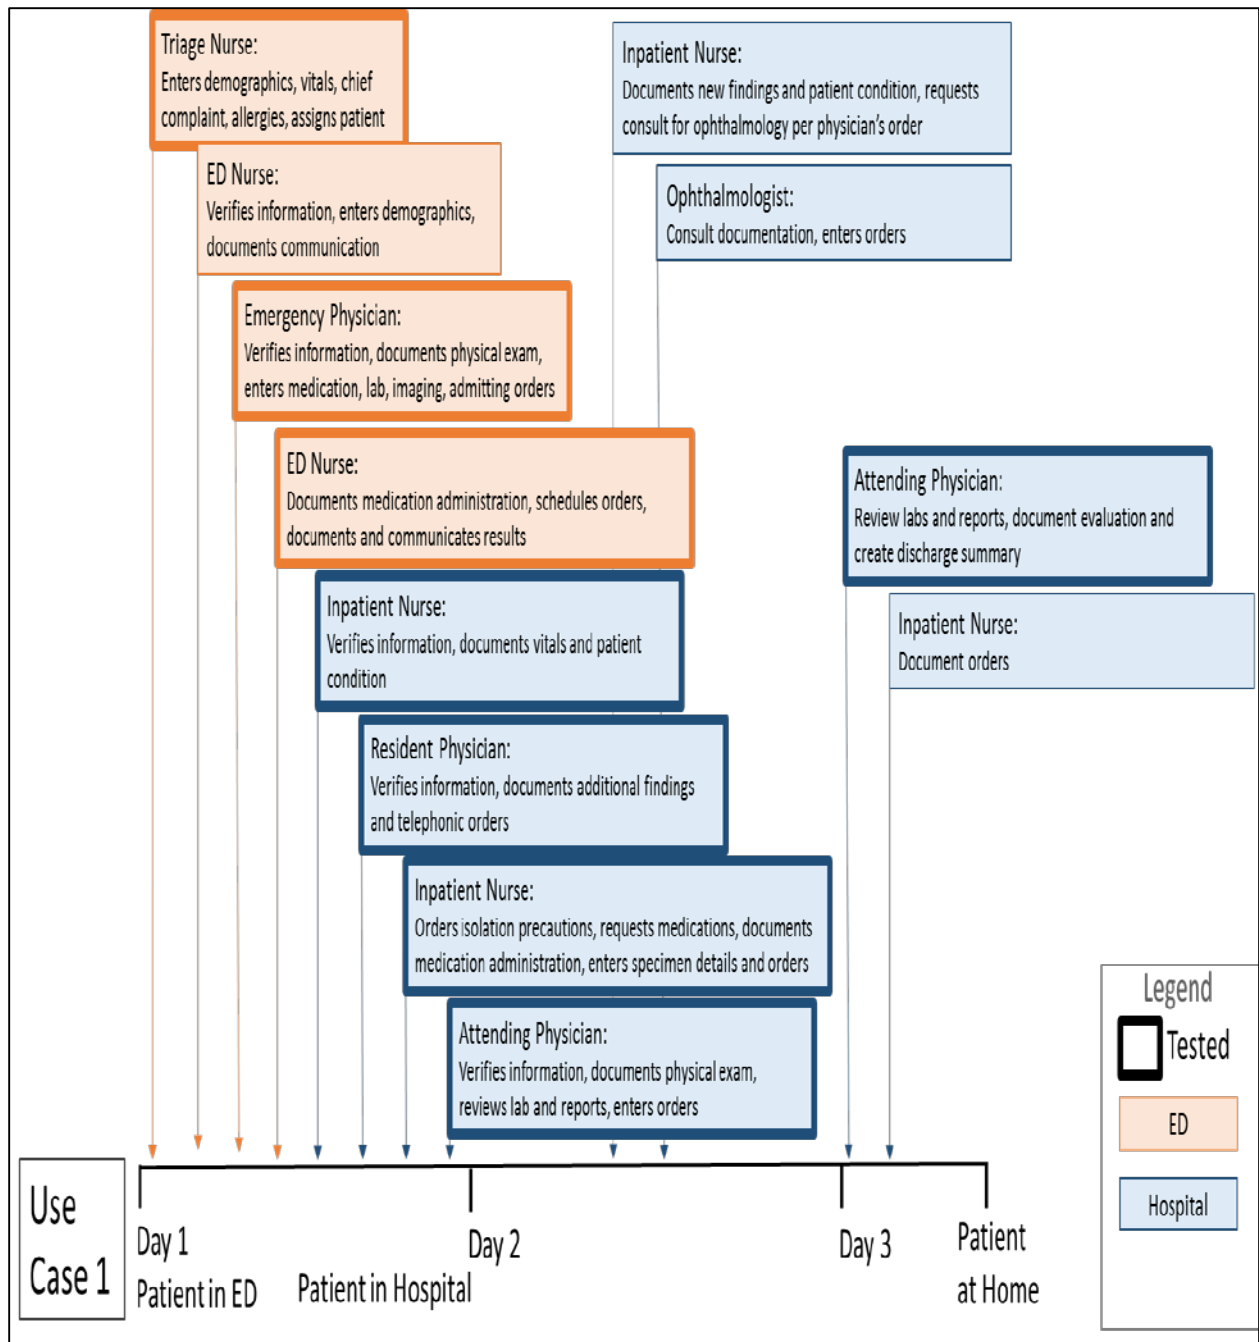 Triage Nurse:
Enters demographics, vitals, chief
complaint, allergies, assigns patient
ED Nurse:
Verifies information, enters demographics,
documents communication
Emergency Physician:
Verifies information, documents physical exam,
enters medication, lab, imaging, admitting orders
ED Nurse:
Documents medication administration, schedules orders,
documents and communicates results
Inpatient Nurse:
Verifies information, documents vitals and patient
condition
Resident Physician:
Verifies information, documents additional findings
and telephonic orders
Inpatient Nurse:
Orders isolation precautions, requests medications, documents
medication administration, enters specimen details and orders
Attending Physician:
Verifies information, documents physical exam,
reviews lab and reports, enters orders
Inpatient Nurse:
Documents new findings and patient condition, requests
consult for ophthalmology per physician's order
Ophthalmologist:
Consult documentation, enters orders
Attending Physician:
Review labs and reports, document evaluation and
create discharge summary
Inpatient Nurse:
Document orders
Legend
Tested
ED
Hospital
Use
Case 1
Day 1
Patient in ED
Patient in Hospital
Day 2
Day 3
Patient
at Home